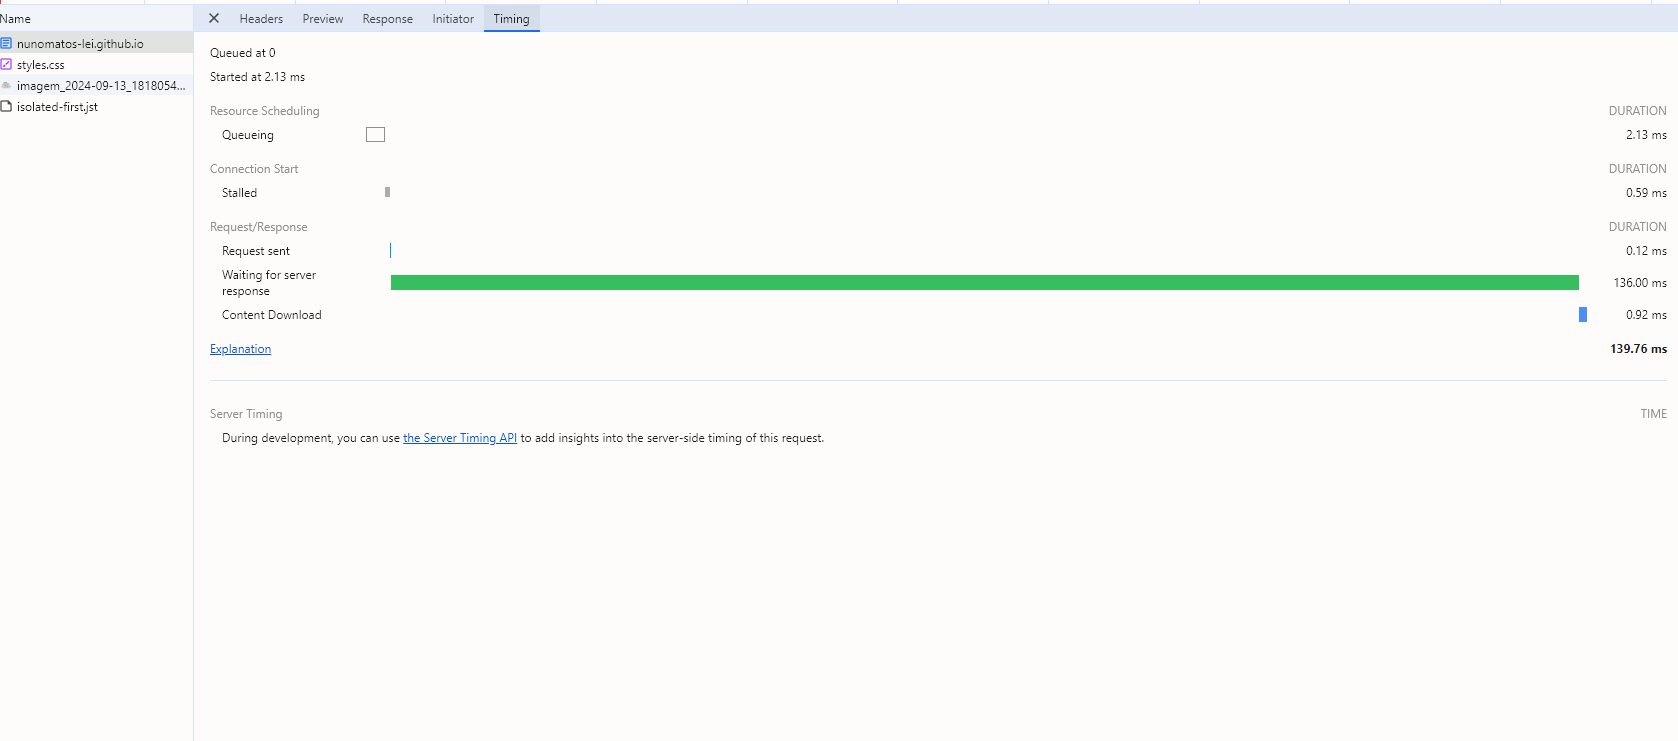 Name
Headers Preview Response Initiator Timing
nunomatos-lei.github.io
styles.css
imagem_2024-09-13_1818054...
isolated-first.jst
Queued at 0
Started at 2.13 ms
Resource Scheduling DURATION
Queueing 2.13 ms
Connection Start DURATION
Stalled 0.59 ms
Request/Response DURATION
Request sent 0.12 ms
Waiting for server
response 136.00 ms
Content Download 0.92 ms
Explanation 139.76 ms
Server Timing TIME
During development, you can use the Server Timing API to add insights into the server-side timing of this request.